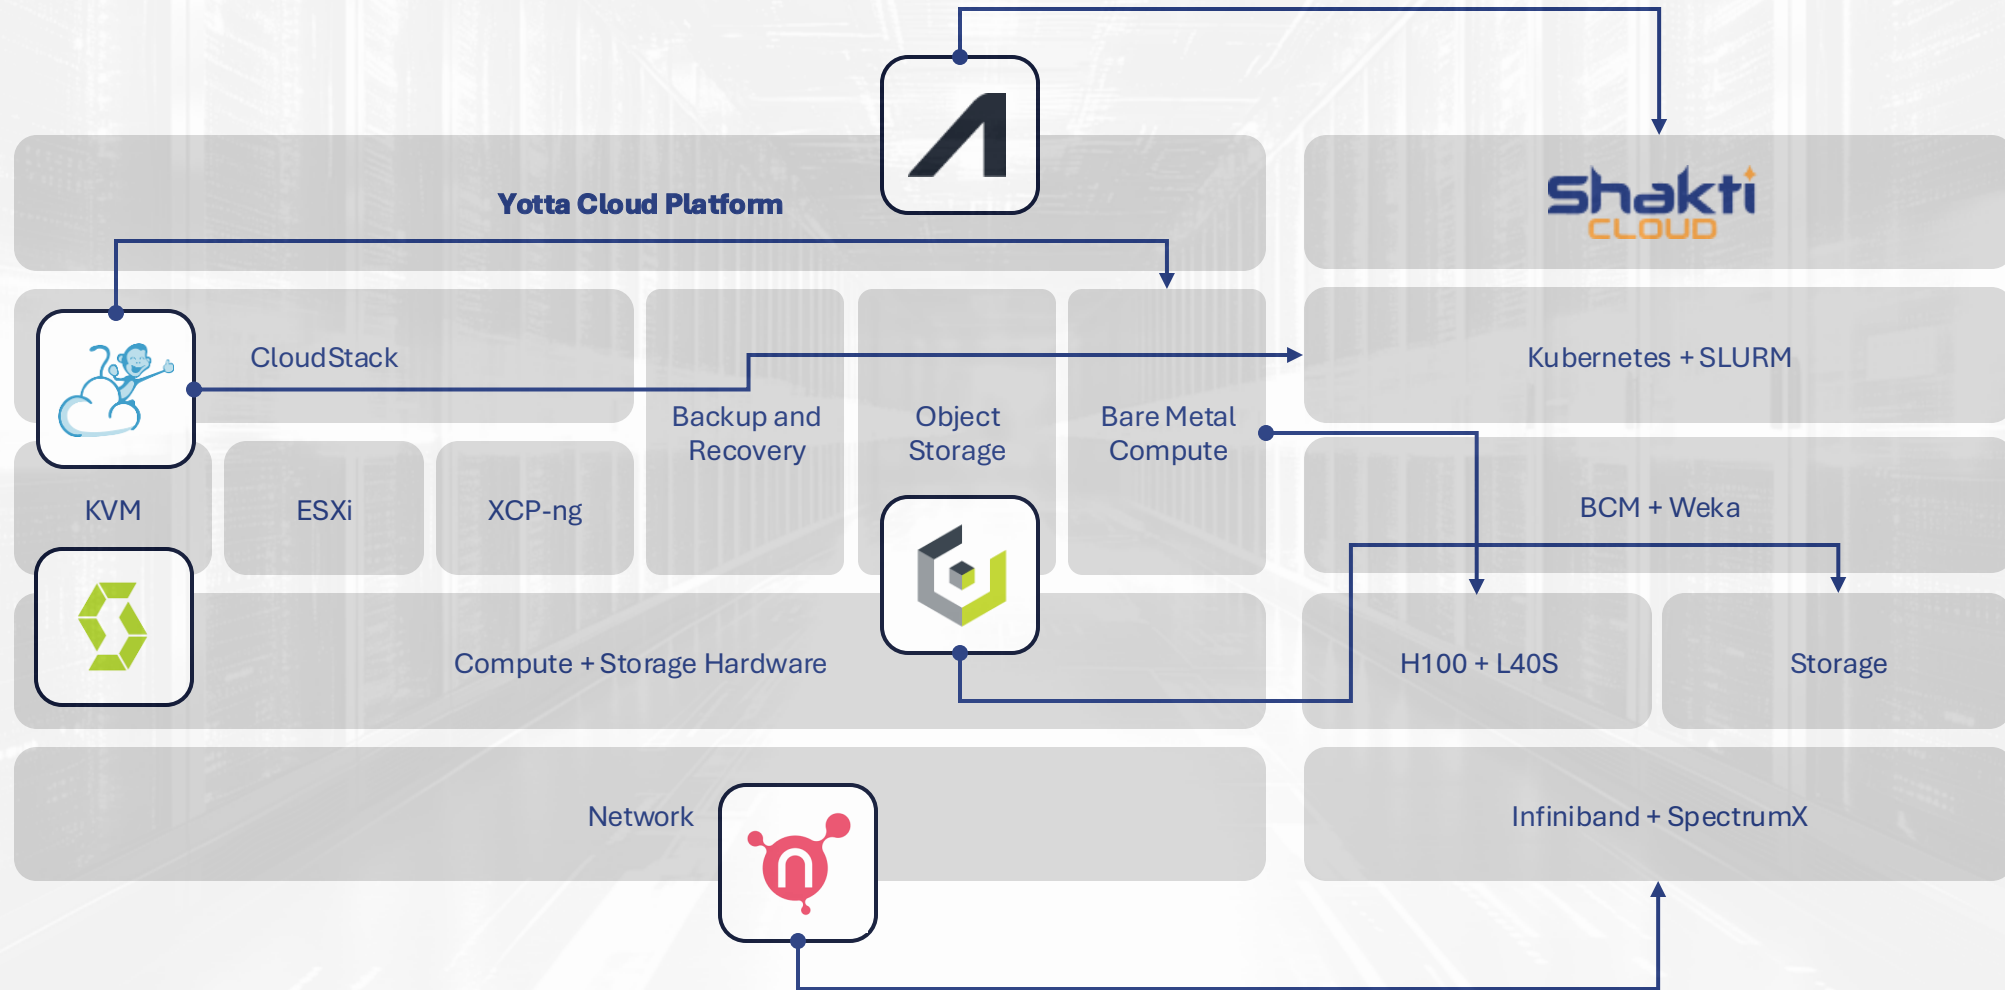 Yotta Cloud Platform
Shakti
CLOUD
CloudStack
Kubernetes + SLURM
Backup and
Recovery
Object
Storage
Bare Metal
Compute
KVM
ESXi
XCP-ng
BCM + Weka
Compute + Storage Hardware
H100 + L40S
Storage
Network
Infiniband + SpectrumX